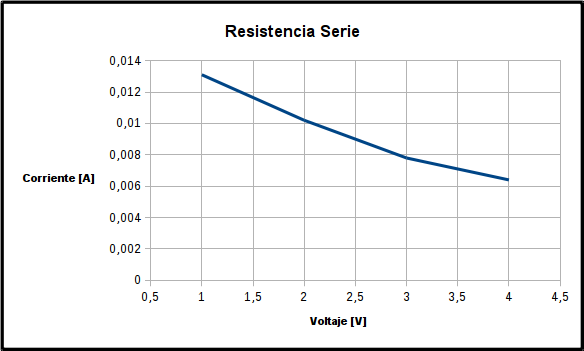 Resistencia Serie
0,014
0,012
0,01
0,008
Corriente [A]
0,006
0,004
0,002
0
0,5 1 1,5 2 2,5 3 3,5 4 4,5
Voltaje [V]